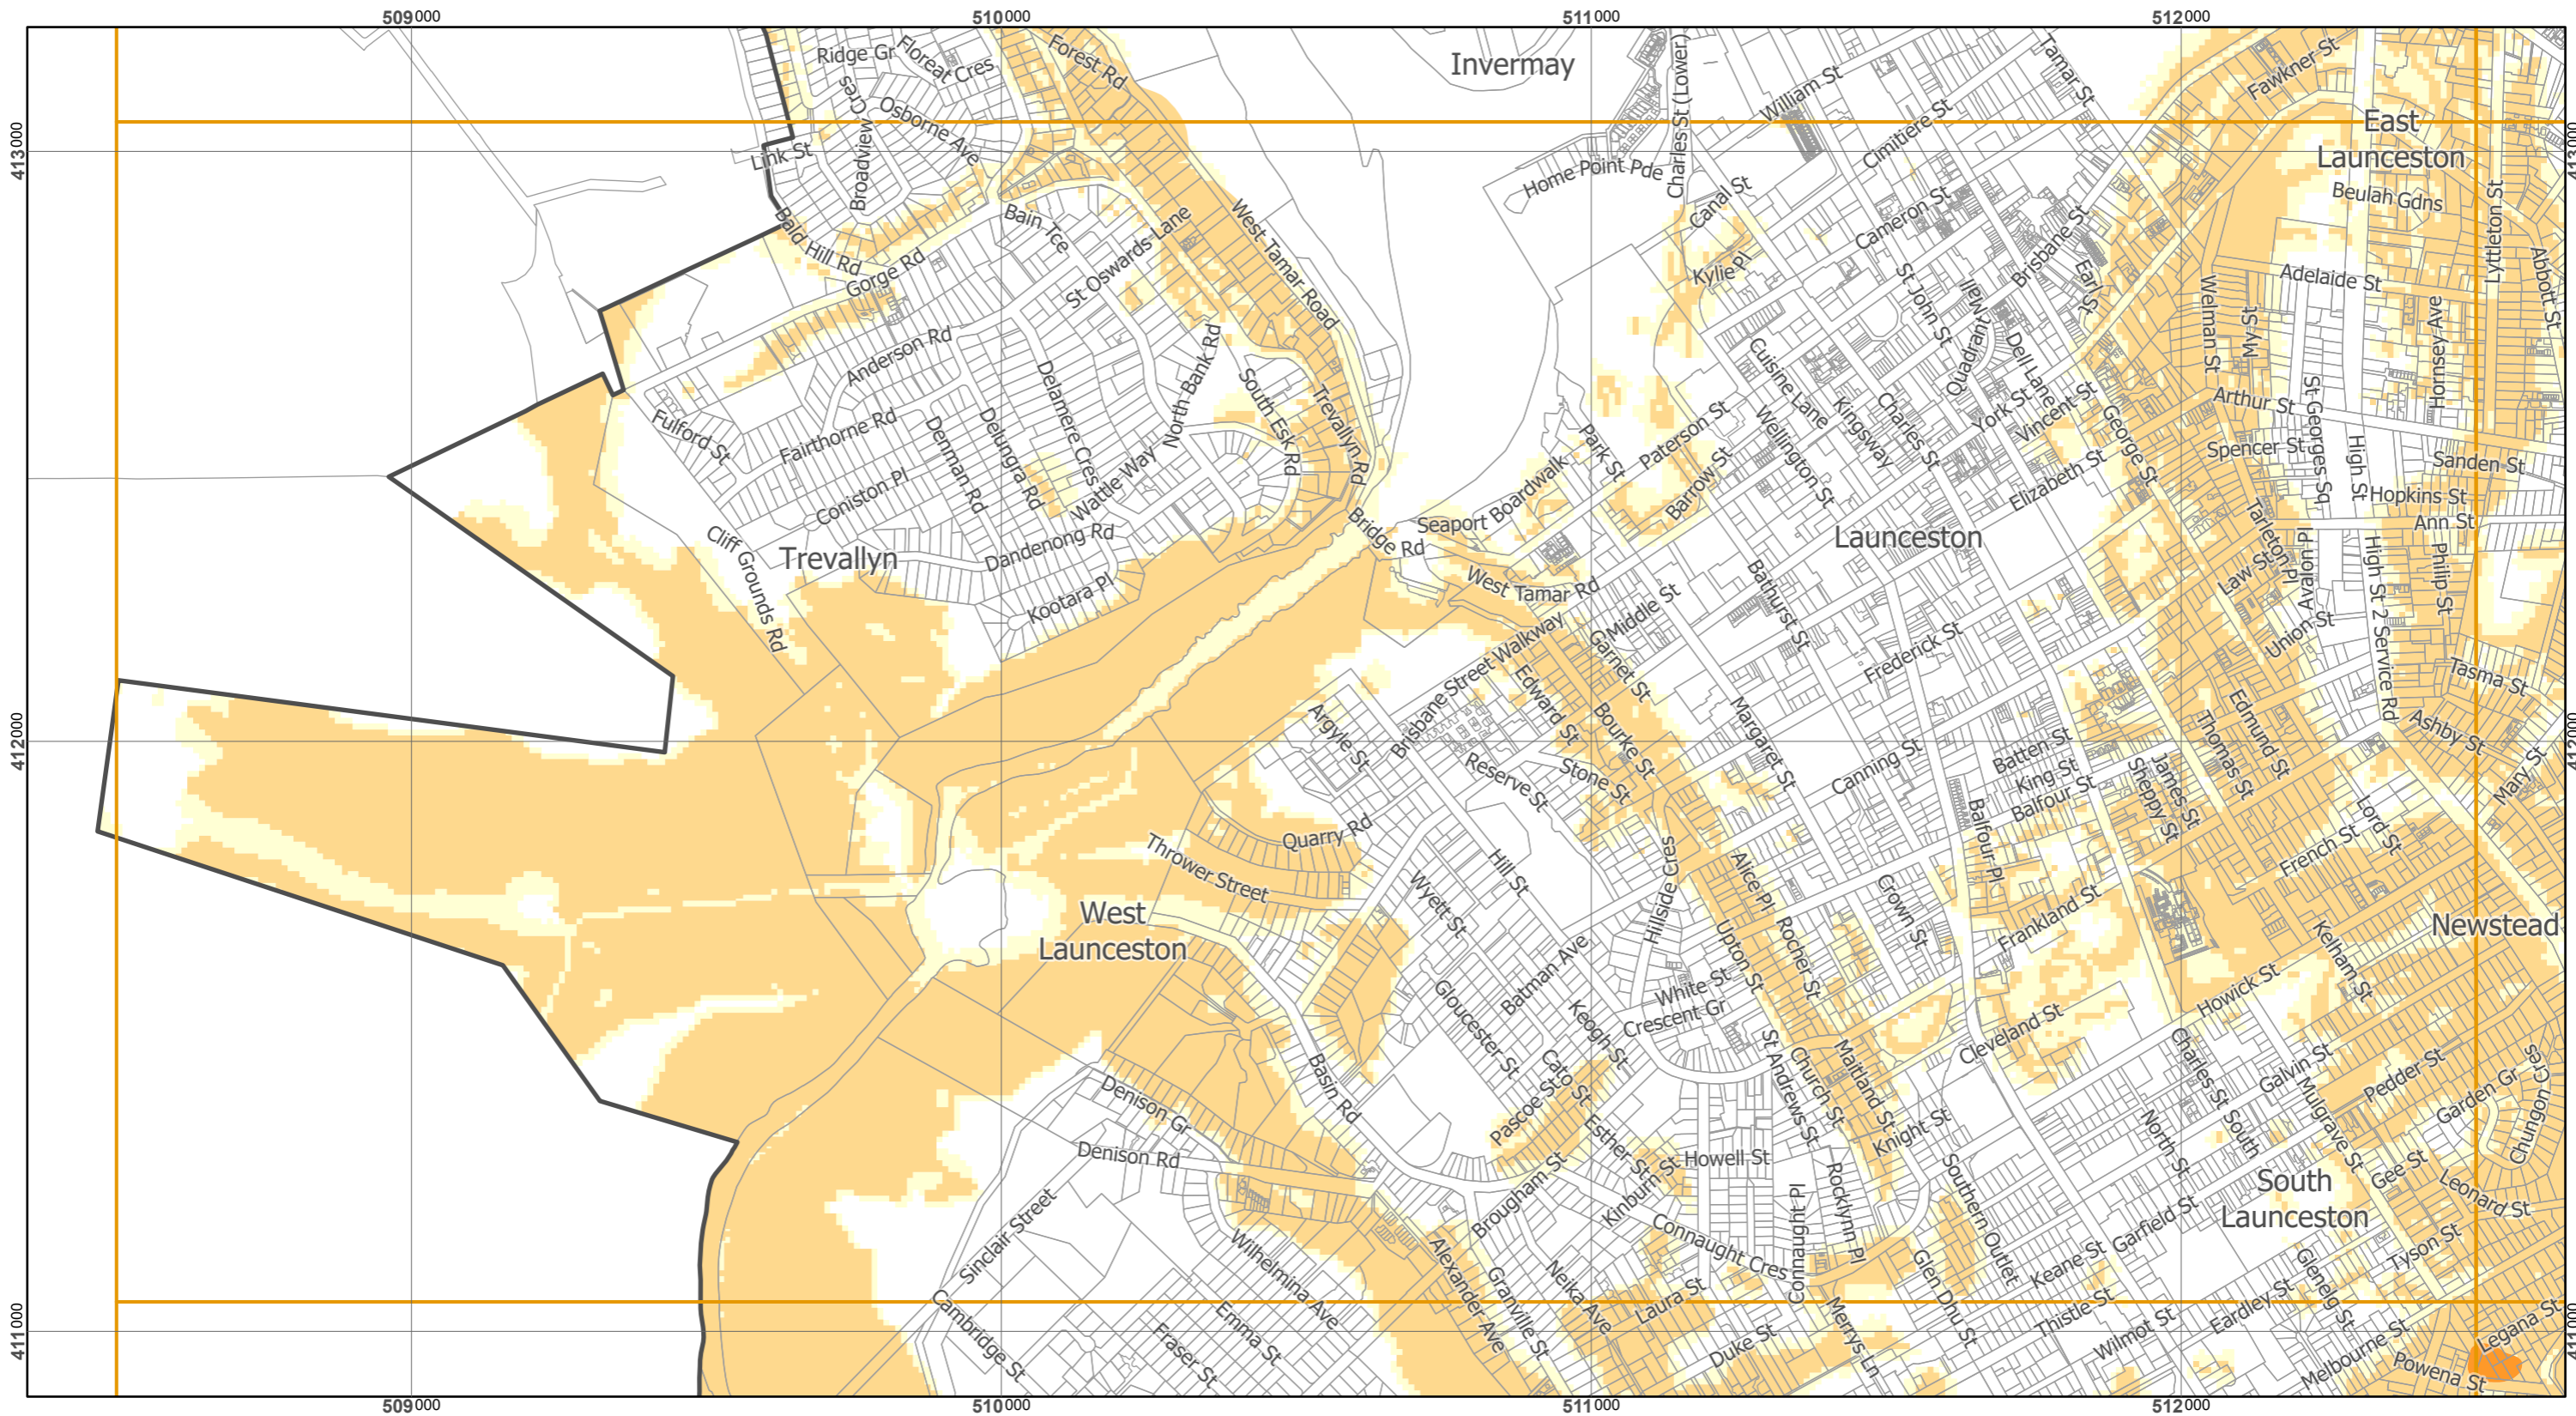 509000
510000
511000
512000
413000
413000
412000
412000
411000
411000
509000
510000
511000
512000
Ridge Gr
Floreat Cres
Forest Rd
Invermay
Charles St (Lower)
William St
Tamar St
Fawkner St
East
Launceston
Broadview Cres
Osborne Ave
Link St
Cimitiere St
Home Point Pde
Canal St
Cameron St
Beulah Gdns
Lyttleton St
Abbott St
Bald Hill Rd
Gorge Rd
Bain Tce
St Oswards Lane
West Tamar Road
Kylie Pl
St John St
Brisbane St
Earl St
Adelaide St
Welman St
My St
Hornsey Ave
Anderson Rd
Delamere Cres
North Bank Rd
South Esk Rd
Trevallyn Rd
Cuisine Lane
Quadrant Mall
Dell Lane
Arthur St
St Georges Sq
Fulford St
Fairthorne Rd
Denman Rd
Delungra Rd
Wattle Way
Park St
Paterson St
Wellington St
Kingsway
Charles St
York St
Vincent St
George St
Spencer St
High St
Sanden St
Coniston Pl
Barrow St
Elizabeth St
Hopkins St
Ann St
Seaport Boardwalk
Bridge Rd
Launceston
Tarleton Pl
Cliff Grounds Rd
Trevallyn
Dandenong Rd
Kootara Pl
West Tamar Rd
Middle St
Bathurst St
Law St
Avalon Pl
High St 2 Service Rd
Phillip St
Union St
Frederick St
Garnet St
Brisbane Street Walkway
Edward St
Tasma St
Argyle St
Bourke St
Margaret St
Thomas St
Edmund St
Ashby St
Reserve St
Stone St
Canning St
Batten St
King St
Balfour St
James St
Sheppy St
Mary St
Lord St
Quarry Rd
Balfour Pl
French St
Thrower Street
Hill St
Hillside Cres
Alice Pl
Wyett St
Crown St
Frankland St
West
Launceston
Newstead
Rocher St
Upton St
Kelham St
Batman Ave
White St
Howick St
Gloucester St
Crescent Gr
Keogh St
Cleveland St
Basin Rd
Cato St
St Andrews St
Church St
Maitland St
Charles St South
Galvin St
Pedder St
Garden Gr
Chungon Cres
Denison Gr
Pascoe St
Esther St
Knight St
Mulgrave St
North St
Denison Rd
Howell St
Gee St
Leonard St
South
Launceston
Sinclair Street
Brougham St
Kinburn St
Connaught Cres
Connaught Pl
Rocklynn Pl
Southern Outlet
Garfield St
Wilhelmina Ave
Alexander Ave
Granville St
Neika Ave
Laura St
Glen Dhu St
Keane St
Tyson St
Glenelg St
Cambridge St
Emma St
Fraser St
Duke St
Merrys Ln
Thistle St
Wilmot St
Eardley St
Melbourne St
Legana St
Powena St